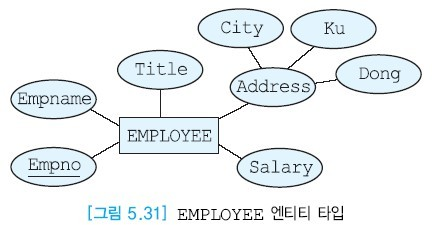 City
Ku
Title
Address
Dong
Empname
EMPLOYEE
Empno
Salary
[그림 5.31] EMPLOYEE 엔티티 타입